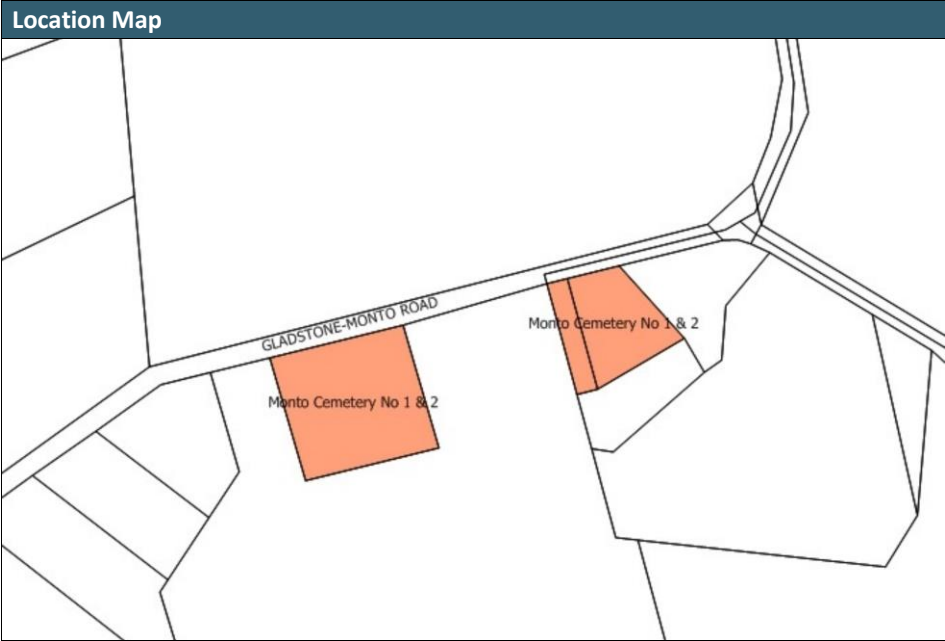 Location Map
GLADSTONE-MONTO ROAD
Monto Cemetery No 1 & 2
Monto Cemetery No 1 & 2